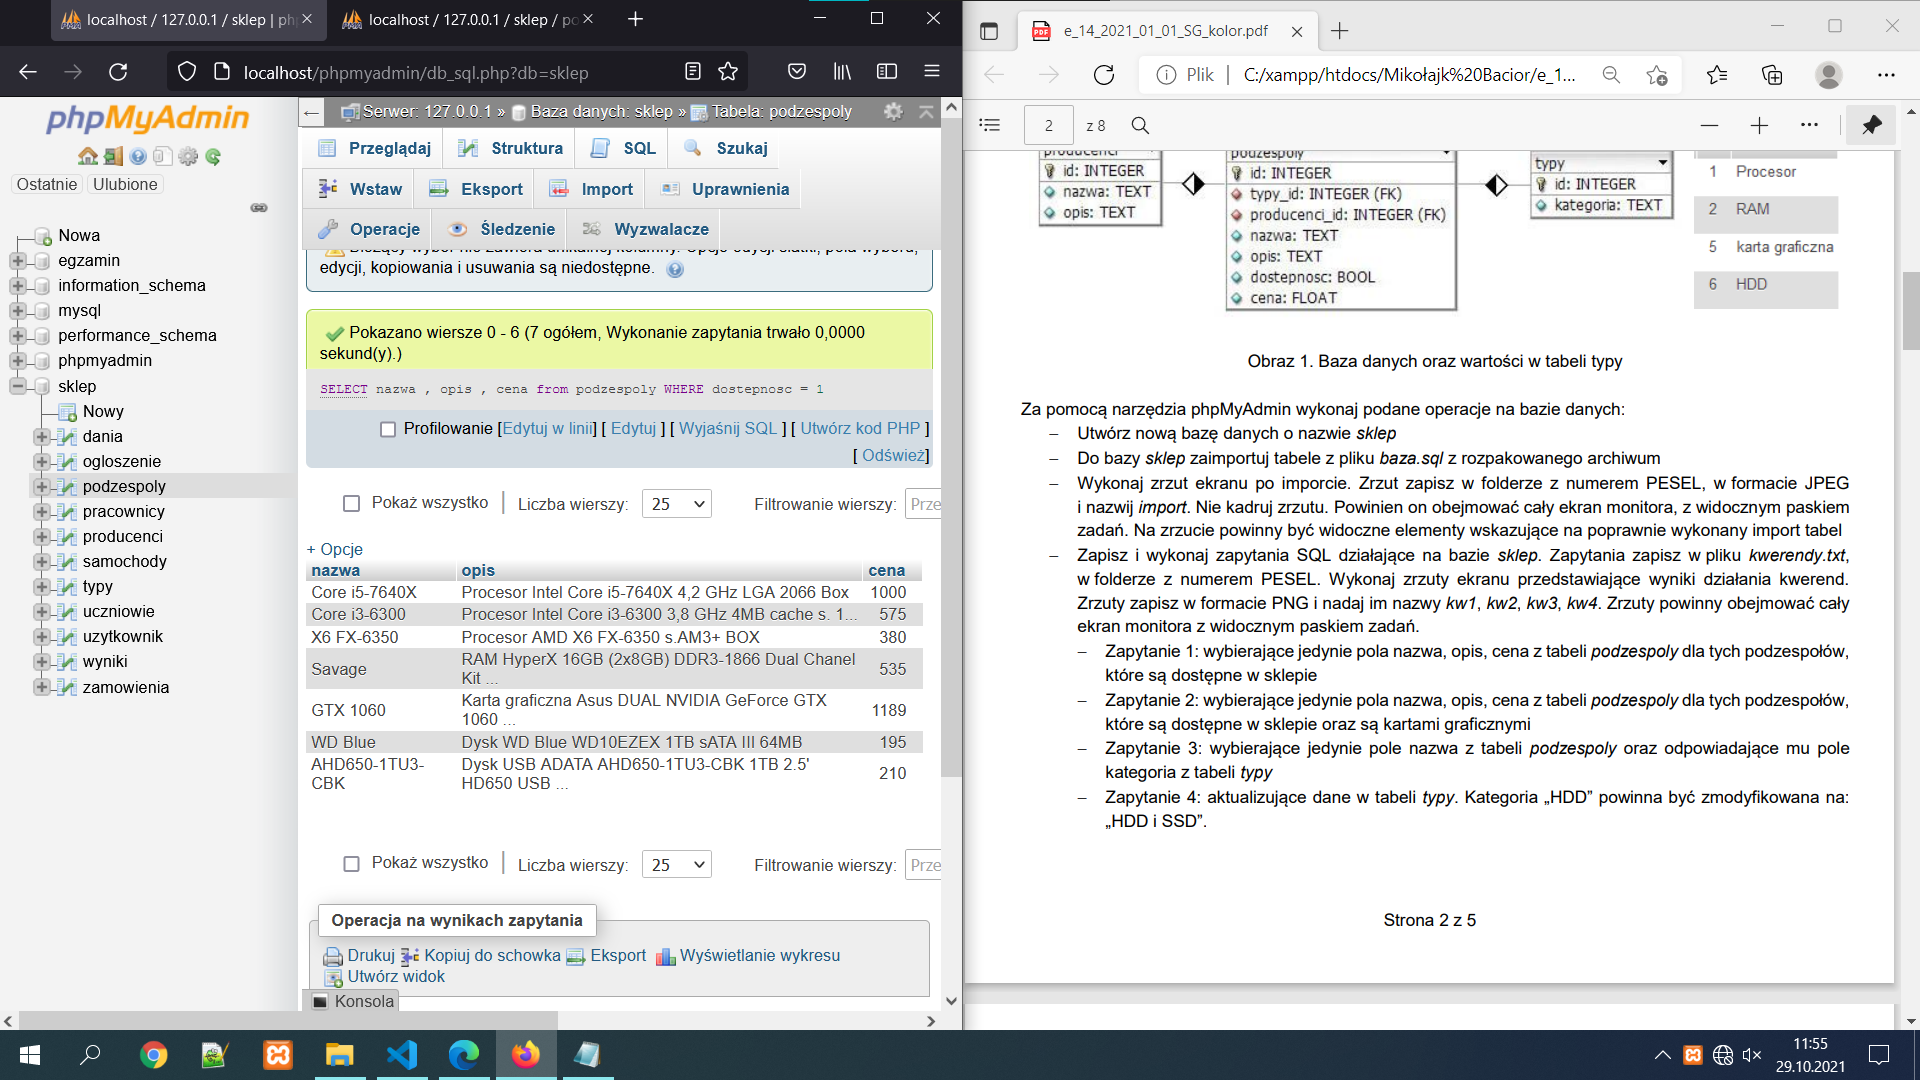 localhost / 127.0.0.1 / sklep | ph
localhost / 127.0.0.1 / sklep / po
localhost/phpmyadmin/db_sql.php?db=sklep
phpMyAdmin
Ostatnie
Ulubione
Nowa
egzamin
information_schema
mysql
performance_schema
phpmyadmin
sklep
Nowy
dania
ogloszenie
podzespoly
pracownicy
producenci
samochody
typy
uczniowie
uzytkownik
wyniki
zamowienia
Serwer: 127.0.0.1 » Baza danych: sklep » Tabela: podzespoly
Przeglądaj Struktura SQL Szukaj
Wstaw Eksport Import Uprawnienia
Operacje Śledzenie Wyzwalacze
Bieżący wybór nie zawiera unikalnej kolumny. Opcje edycji siatki, pola wyboru,
edycji, kopiowania i usuwania są niedostępne.
Pokazano wiersze 0 - 6 (7 ogółem, Wykonanie zapytania trwało 0,0000
sekund(y).)
SELECT nazwa , opis , cena from podzespoly WHERE dostepnosc = 1
Profilowanie [Edytuj w linii] [ Edytuj ] [ Wyjaśnij SQL ] [ Utwórz kod PHP ]
[ Odśwież]
Pokaż wszystko | Liczba wierszy: 25 Filtrowanie wierszy: Prze
+ Opcje
nazwa opis cena
Core i5-7640X Procesor Intel Core i5-7640X 4,2 GHz LGA 2066 Box 1000
Core i3-6300 Procesor Intel Core i3-6300 3,8 GHz 4MB cache s. 1... 575
X6 FX-6350 Procesor AMD X6 FX-6350 s.AM3+ BOX 380
Savage RAM HyperX 16GB (2x8GB) DDR3-1866 Dual Chanel
Kit ... 535
GTX 1060 Karta graficzna Asus DUAL NVIDIA GeForce GTX
1060 ... 1189
WD Blue Dysk WD Blue WD10EZEX 1TB sATA III 64MB 195
AHD650-1TU3-
CBK Dysk USB ADATA AHD650-1TU3-CBK 1TB 2.5'
HD650 USB ... 210
Pokaż wszystko | Liczba wierszy: 25 Filtrowanie wierszy: Prze
Operacja na wynikach zapytania
Drukuj Kopiuj do schowka Eksport Wyświetlanie wykresu
Utwórz widok
Konsola
e_14_2021_01_01_SG_kolor.pdf
Plik | C:/xampp/htdocs/Mikołajk%20Bacior/e_1...
2 z 8
producenci
id: INTEGER
nazwa: TEXT
opis: TEXT
podzespoly
id: INTEGER
typy_id: INTEGER (FK)
producenci_id: INTEGER (FK)
nazwa: TEXT
opis: TEXT
dostepnosc: BOOL
cena: FLOAT
typy
id: INTEGER
kategoria: TEXT
1 Procesor
2 RAM
5 karta graficzna
6 HDD
Obraz 1. Baza danych oraz wartości w tabeli typy
Za pomocą narzędzia phpMyAdmin wykonaj podane operacje na bazie danych:
– Utwórz nową bazę danych o nazwie sklep
– Do bazy sklep zaimportuj tabele z pliku baza.sql z rozpakowanego archiwum
– Wykonaj zrzut ekranu po imporcie. Zrzut zapisz w folderze z numerem PESEL, w formacie JPEG
i nazwij import. Nie kadruj zrzutu. Powinien on obejmować cały ekran monitora, z widocznym paskiem
zadań. Na zrzucie powinny być widoczne elementy wskazujące na poprawnie wykonany import tabel
– Zapisz i wykonaj zapytania SQL działające na bazie sklep. Zapytania zapisz w pliku kwerendy.txt,
w folderze z numerem PESEL. Wykonaj zrzuty ekranu przedstawiające wyniki działania kwerend.
Zrzuty zapisz w formacie PNG i nadaj im nazwy kw1, kw2, kw3, kw4. Zrzuty powinny obejmować cały
ekran monitora z widocznym paskiem zadań.
– Zapytanie 1: wybierające jedynie pola nazwa, opis, cena z tabeli podzespoly dla tych podzespołów,
które są dostępne w sklepie
– Zapytanie 2: wybierające jedynie pola nazwa, opis, cena z tabeli podzespoly dla tych podzespołów,
które są dostępne w sklepie oraz są kartami graficznymi
– Zapytanie 3: wybierające jedynie pole nazwa z tabeli podzespoly oraz odpowiadające mu pole
kategoria z tabeli typy
– Zapytanie 4: aktualizujące dane w tabeli typy. Kategoria „HDD” powinna być zmodyfikowana na:
„HDD i SSD”.
Strona 2 z 5
11:55
29.10.2021